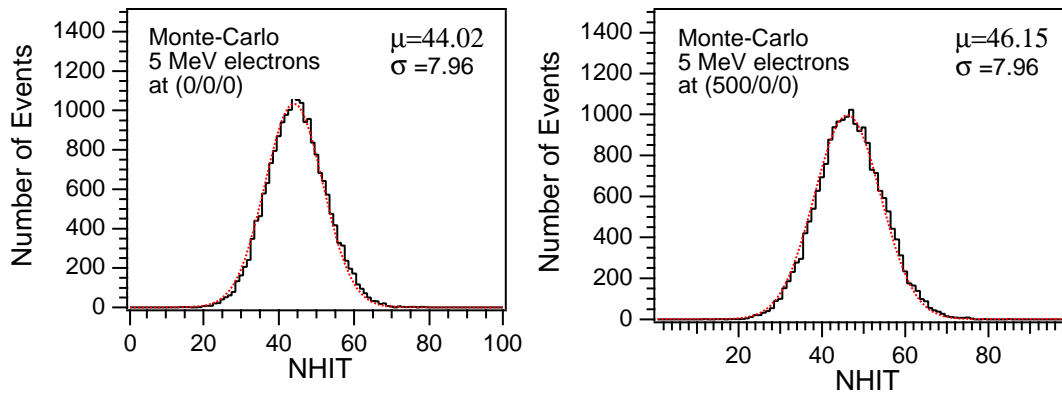 1400
1200
1000
800
600
400
200
0
Number of Events
Monte-Carlo
5 MeV electrons
at (0/0/0)
μ=44.02
σ =7.96
0 20 40 60 80 100
NHIT
1400
1200
1000
800
600
400
200
0
Number of Events
Monte-Carlo
5 MeV electrons
at (500/0/0)
μ=46.15
σ =7.96
20 40 60 80
NHIT